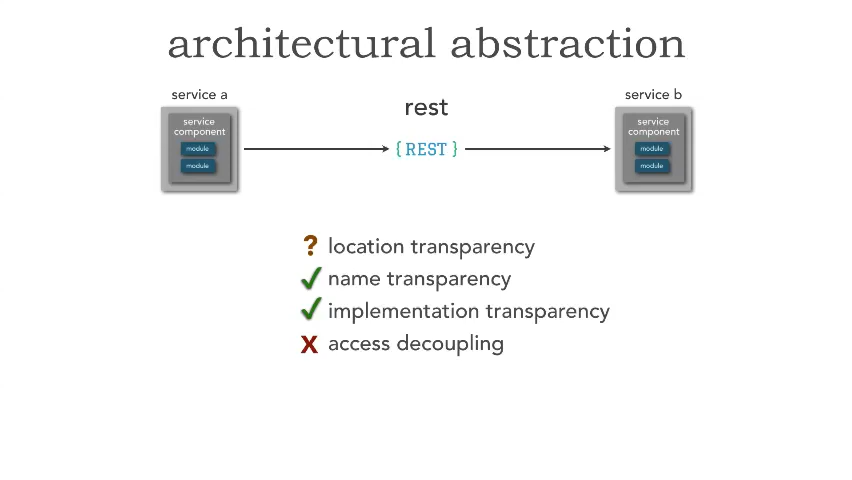 architectural abstraction
service a
rest
service b
service
component
module
module
{REST}
service
component
module
module
? location transparency
✓ name transparency
✓ implementation transparency
x access decoupling